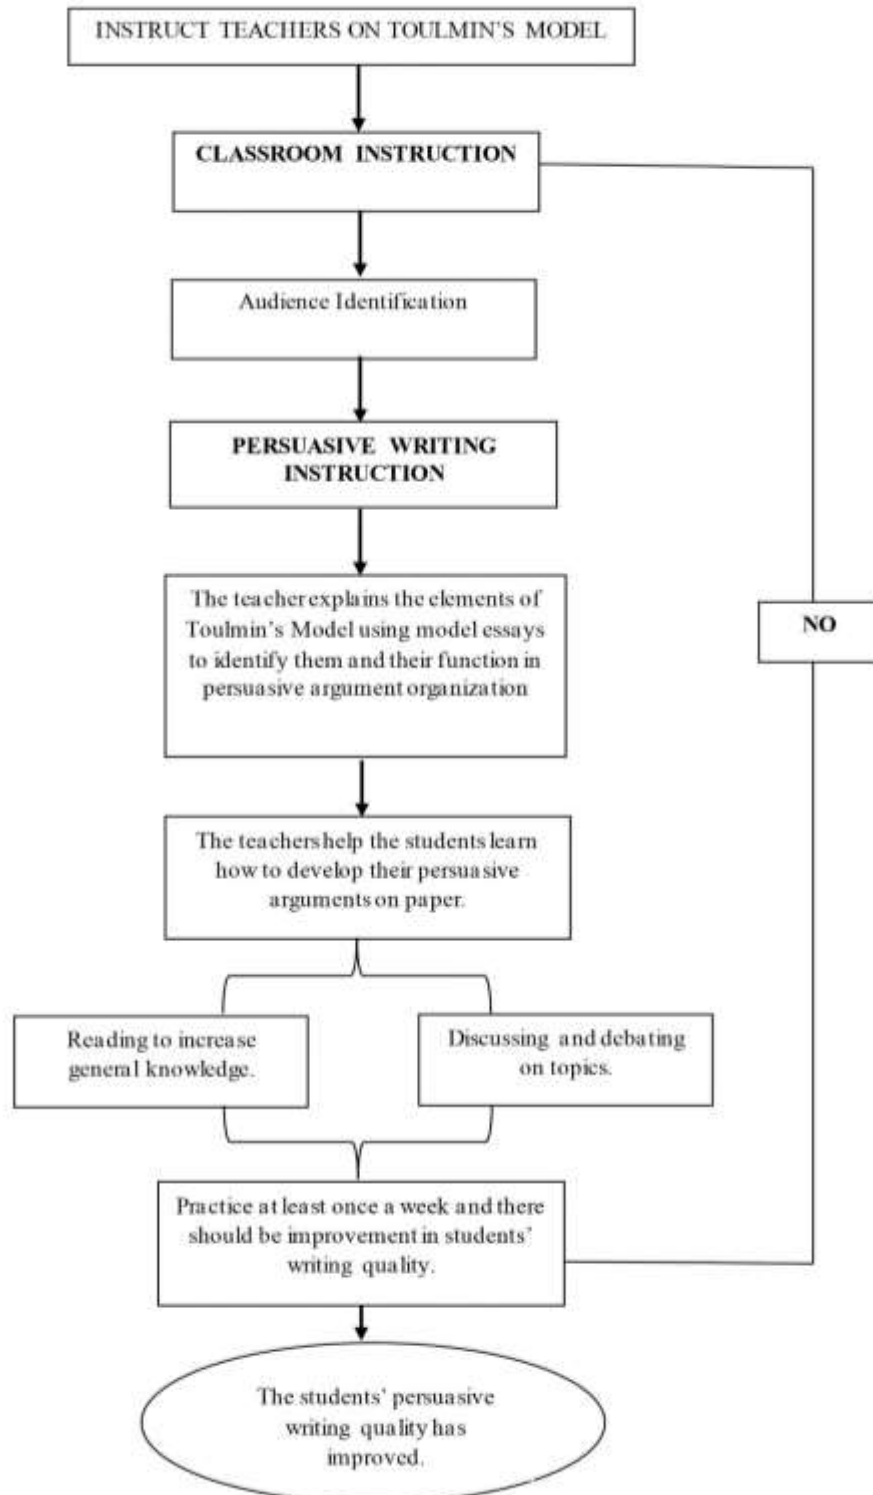 INSTRUCT TEACHERS ON TOULMIN'S MODEL
CLASSROOM INSTRUCTION
Audience Identification
PERSUASIVE WRITING
INSTRUCTION
The teacher explains the elements of
Toulmin's Model using model essays
to identify them and their function in
persuasive argument organization
NO
The teachers help the students learn
how to develop their persuasive
arguments on paper.
Reading to increase
general knowledge.
Discussing and debating
on topics.
Practice at least once a week and there
should be improvement in students'
writing quality.
The students' persuasive
writing quality has
improved.